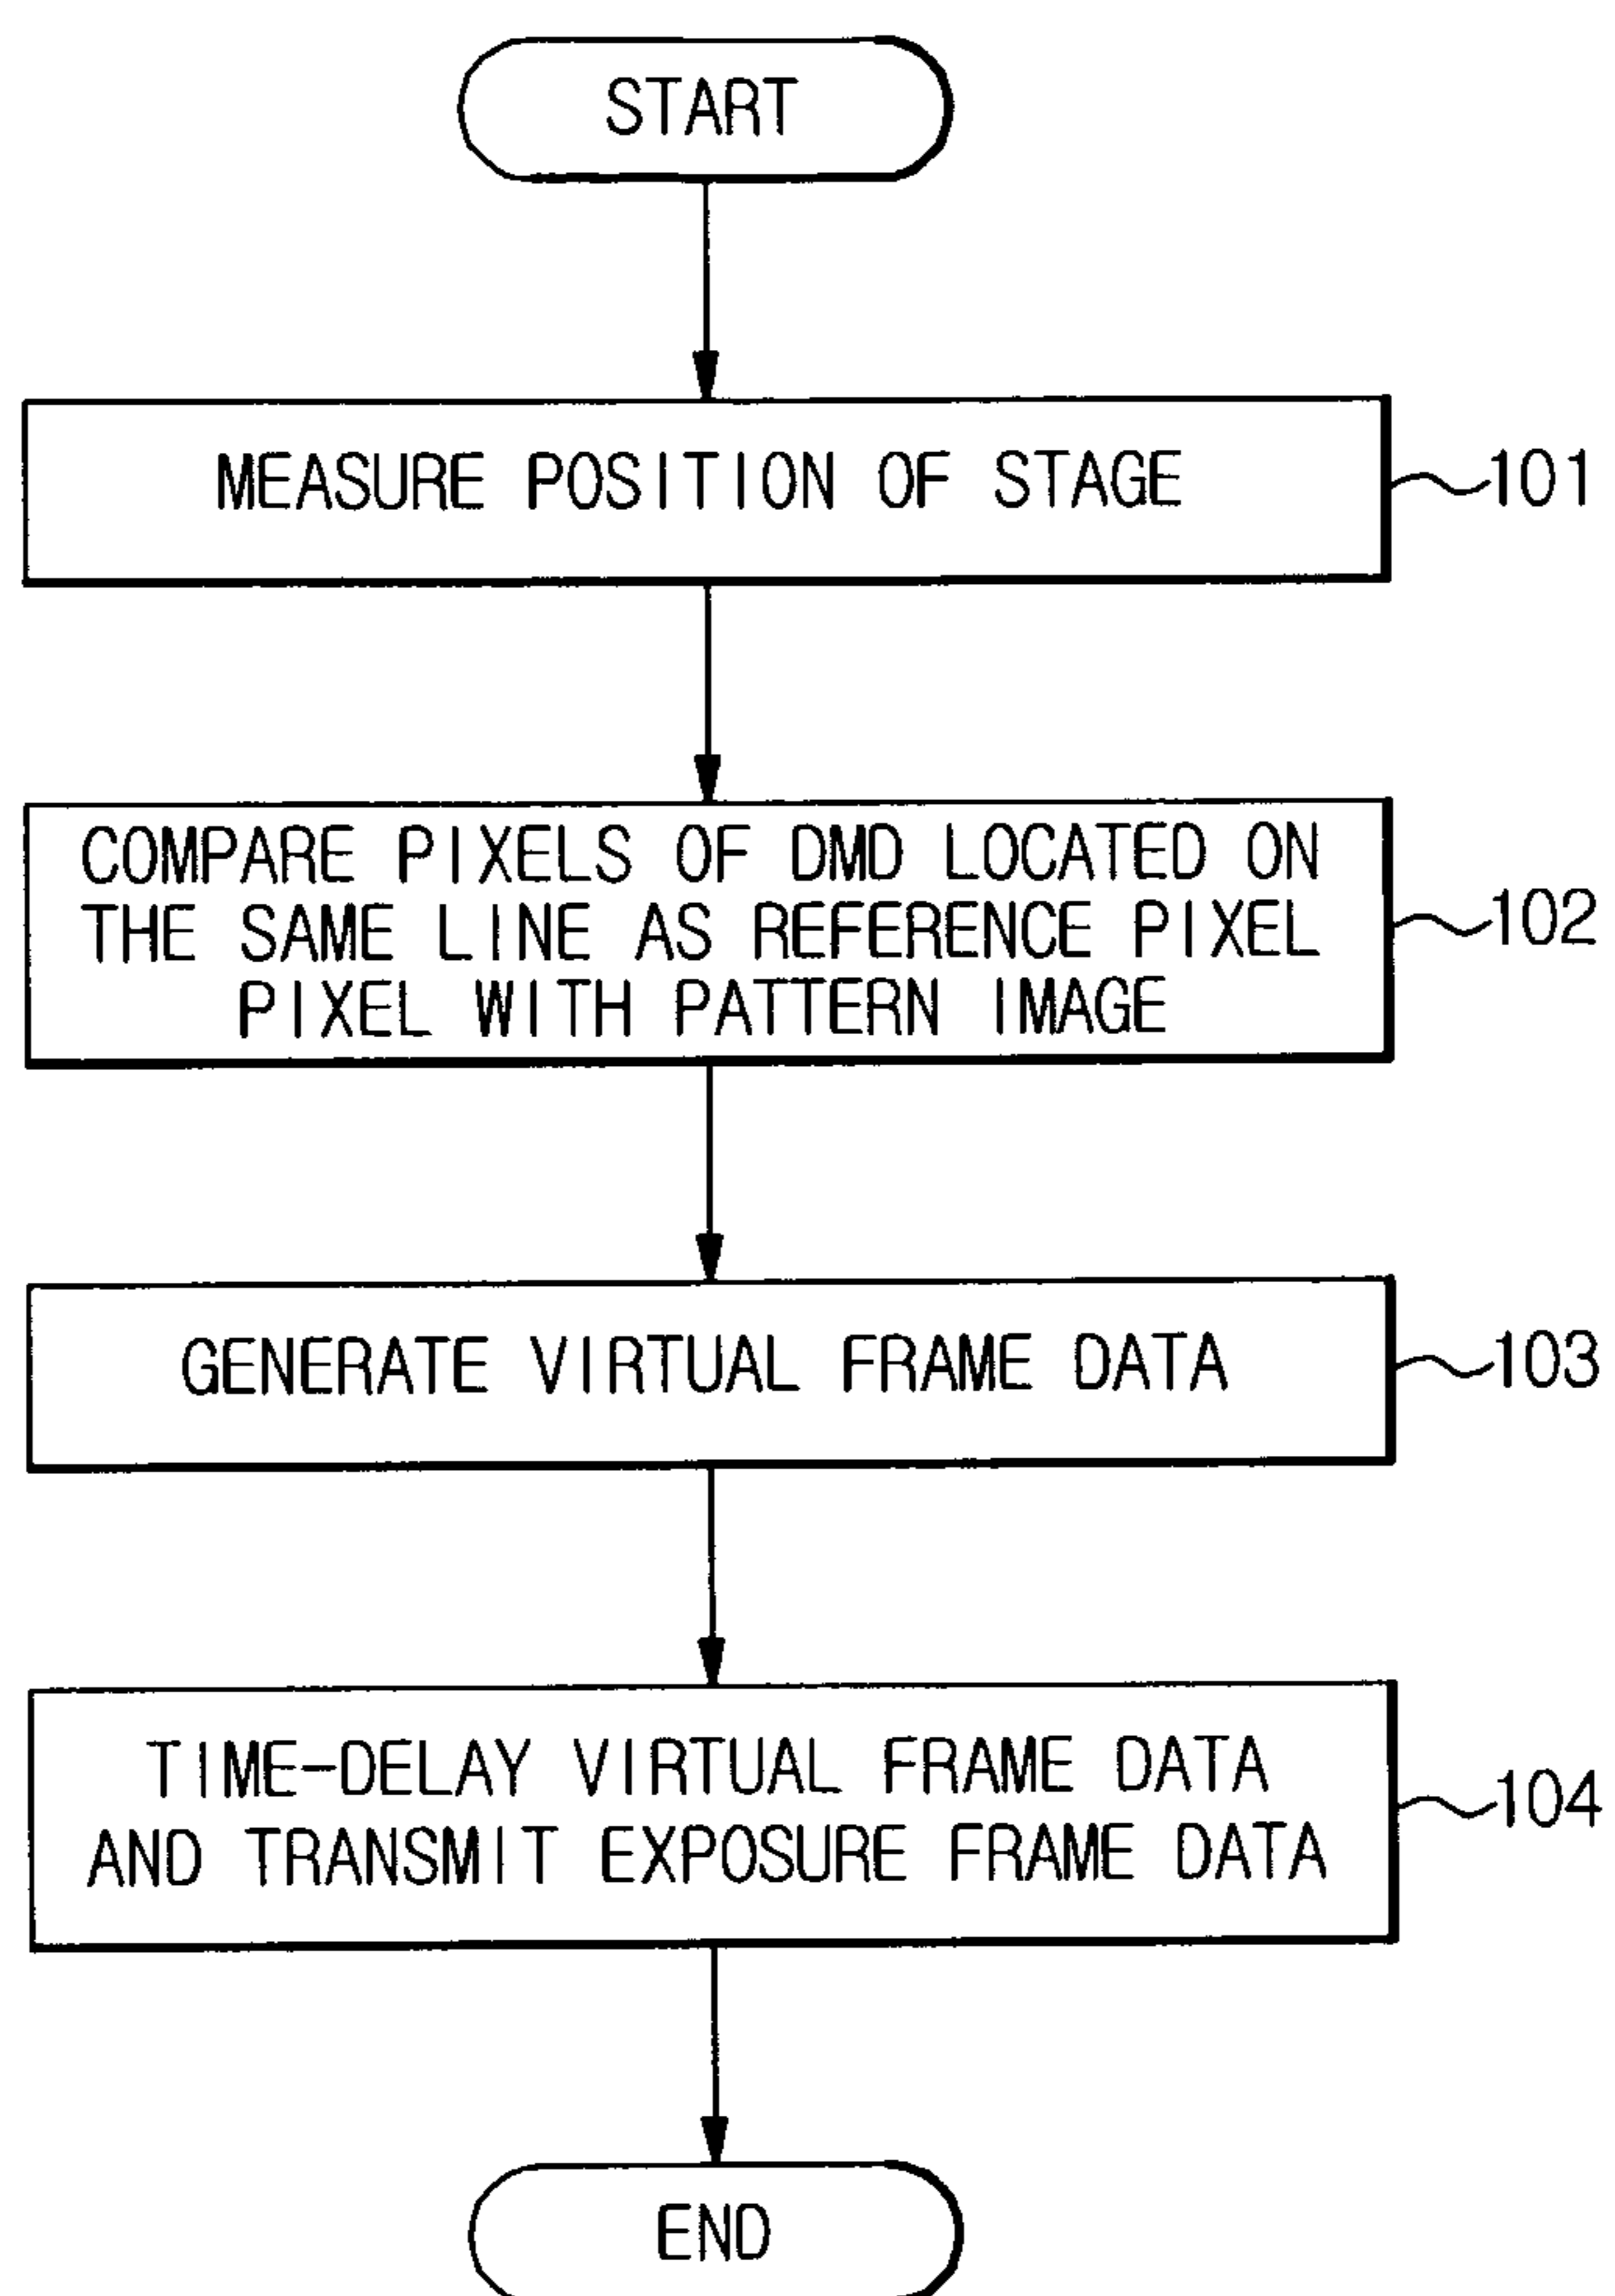 START
MEASURE POSITION OF STAGE
101
COMPARE PIXELS OF DMD LOCATED ON
THE SAME LINE AS REFERENCE PIXEL
PIXEL WITH PATTERN IMAGE
102
GENERATE VIRTUAL FRAME DATA
103
TIME-DELAY VIRTUAL FRAME DATA
AND TRANSMIT EXPOSURE FRAME DATA
104
END